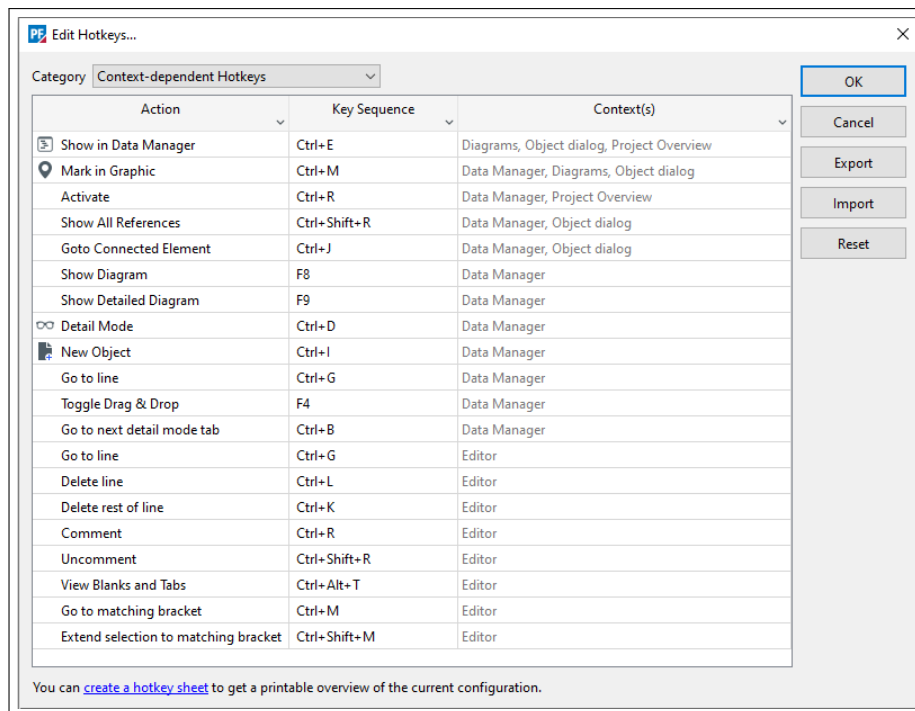 PF Edit Hotkeys...
Category Context-dependent Hotkeys
OK
Action Key Sequence Context(s)
Cancel
Show in Data Manager Ctrl+E Diagrams, Object dialog, Project Overview
Mark in Graphic Ctrl+M Data Manager, Diagrams, Object dialog
Export
Activate Ctrl+R Data Manager, Project Overview
Import
Show All References Ctrl+Shift+R Data Manager, Object dialog
Goto Connected Element Ctrl+J Data Manager, Object dialog
Reset
Show Diagram F8 Data Manager
Show Detailed Diagram F9 Data Manager
Detail Mode Ctrl+D Data Manager
New Object Ctrl+I Data Manager
Go to line Ctrl+G Data Manager
Toggle Drag & Drop F4 Data Manager
Go to next detail mode tab Ctrl+B Data Manager
Go to line Ctrl+G Editor
Delete line Ctrl+L Editor
Delete rest of line Ctrl+K Editor
Comment Ctrl+R Editor
Uncomment Ctrl+Shift+R Editor
View Blanks and Tabs Ctrl+Alt+T Editor
Go to matching bracket Ctrl+M Editor
Extend selection to matching bracket Ctrl+Shift+M Editor
You can create a hotkey sheet to get a printable overview of the current configuration.